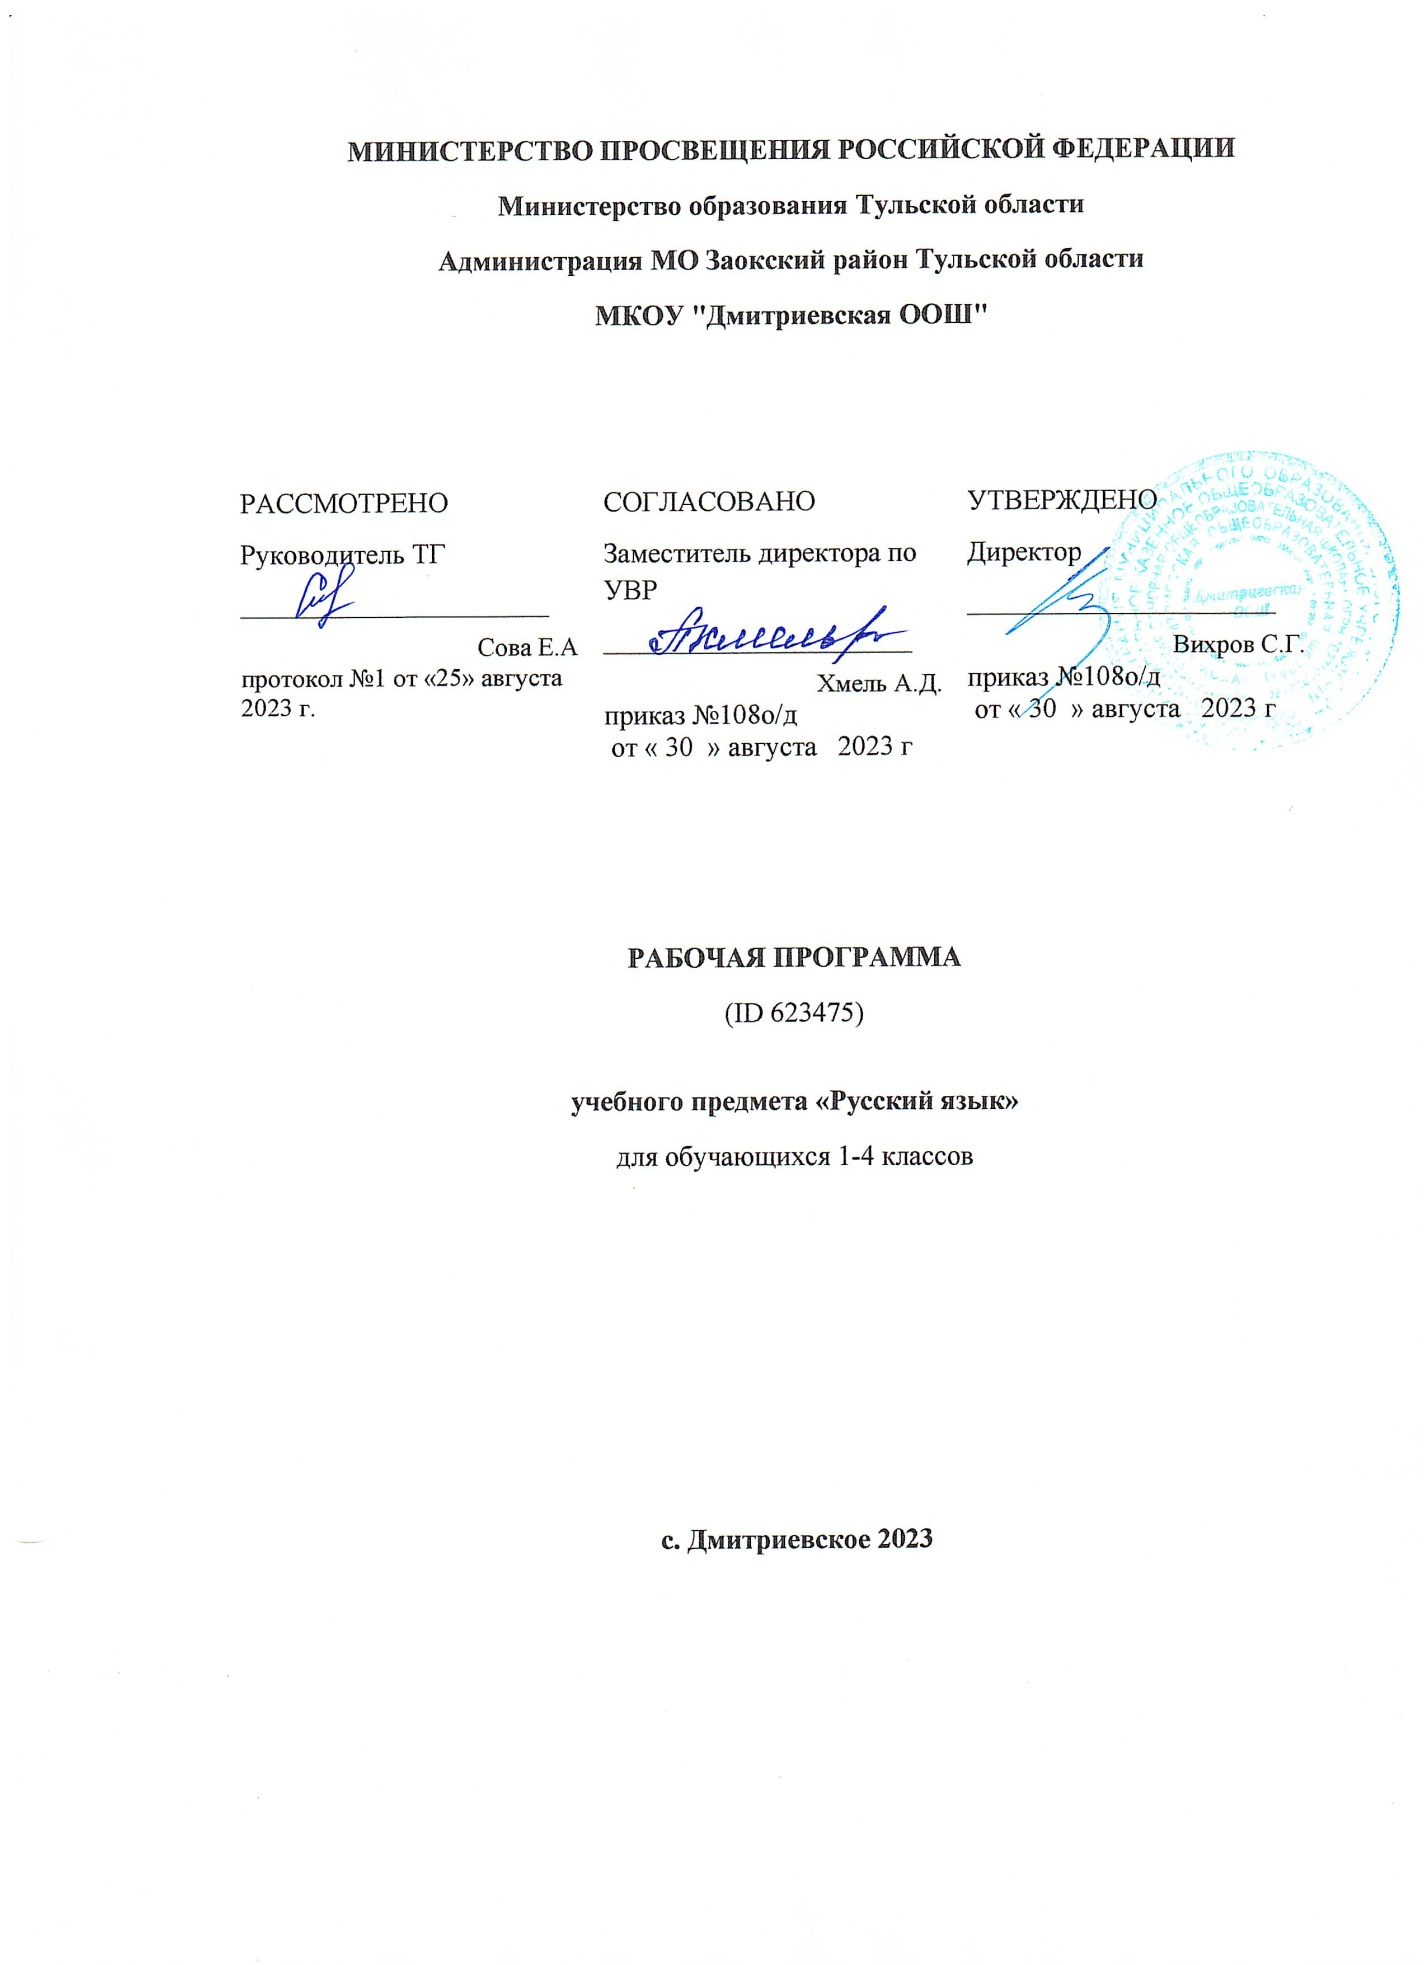 МИНИСТЕРСТВО ПРОСВЕЩЕНИЯ РОССИЙСКОЙ ФЕДЕРАЦИИ
Министерство образования Тульской области
Администрация МО Заокский район Тульской области
МКОУ "Дмитриевская ООШ"
РАССМОТРЕНО
Руководитель ТГ
Сова Е.А
протокол №1 от «25» августа
2023 г.
СОГЛАСОВАНО
Заместитель директора по
УВР
Хмель А.Д.
приказ №108о/д
от « 30 » августа 2023 г
УТВЕРЖДЕНО
Директор
Вихров С.Г.
приказ №108о/д
от « 30 » августа 2023 г
Дмитриевская
ООШ
РАБОЧАЯ ПРОГРАММА
(ID 623475)
учебного предмета «Русский язык»
для обучающихся 1-4 классов
с. Дмитриевское 2023